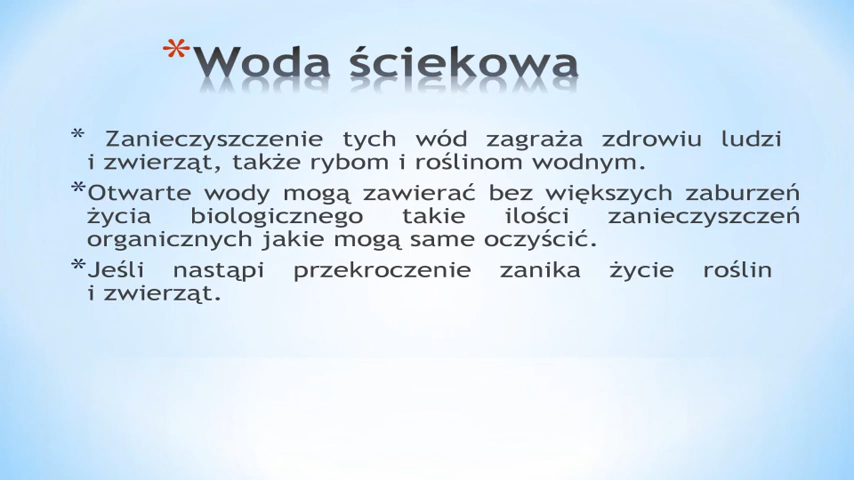 * Woda ściekowa
* Zanieczyszczenie tych wód zagraża zdrowiu ludzi
i zwierząt, także rybom i roślinom wodnym.
*Otwarte wody mogą zawierać bez większych zaburzeń
życia biologicznego takie ilości zanieczyszczeń
organicznych jakie mogą same oczyścić.
*Jeśli nastąpi przekroczenie zanika życie roślin
i zwierząt.